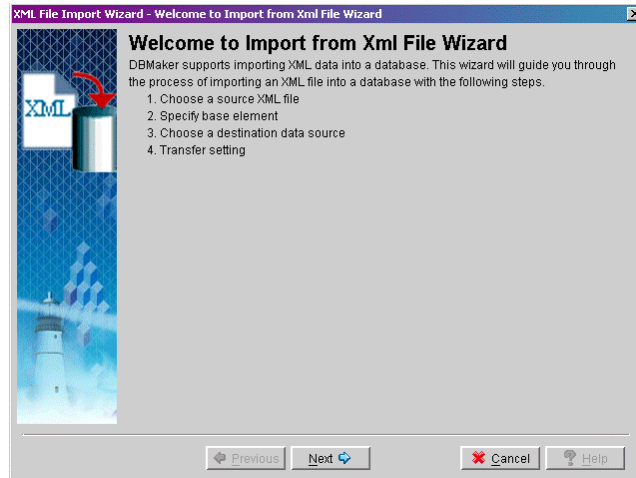 XML File Import Wizard - Welcome to Import from Xml File Wizard
Welcome to Import from Xml File Wizard
DBMaker supports importing XML data into a database. This wizard will guide you through
the process of importing an XML file into a database with the following steps.
1. Choose a source XML file
2. Specify base element
3. Choose a destination data source
4. Transfer setting
XML
Previous Next Cancel Help